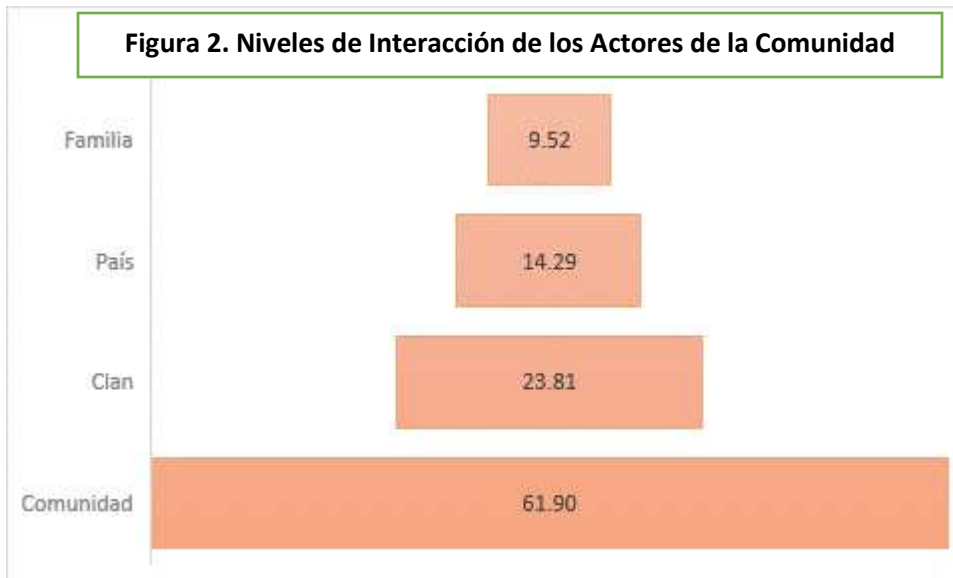 Figura 2. Niveles de Interacción de los Actores de la Comunidad
Familia
9.52
País
14.29
Clan
23.81
Comunidad
61.90